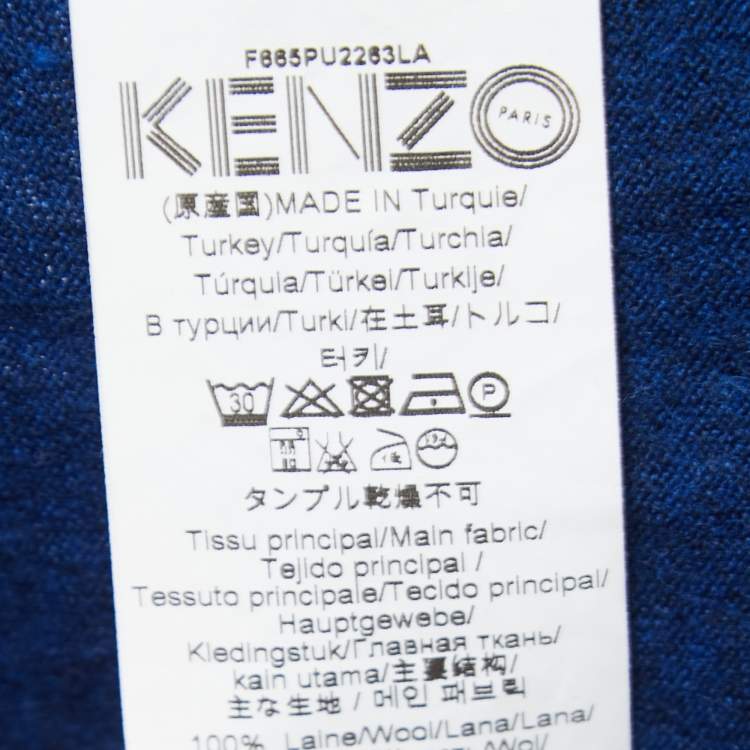 F665PU2263LA
KENZO PARIS
(原産国)MADE IN Turquie/
Turkey/Turquía/Turchia/
Túrquia/Türkei/Turkije/
В турции/Turki/在土耳/トルコ/
터키/
30 P
タンプル乾燥不可
Tissu principal/Main fabric/
Tejido principal /
Tessuto principale/Tecido principal/
Hauptgewebe/
Kledingstuk/Главная ткань/
kain utama/主要结构/
主な生地 / 메인 패브릭
100% Laine/Wool/Lana/Lana/